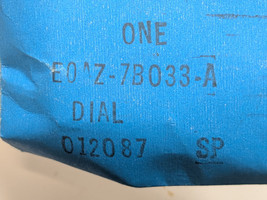 ONE
E0AZ-7B033-A
DIAL
012087 SP